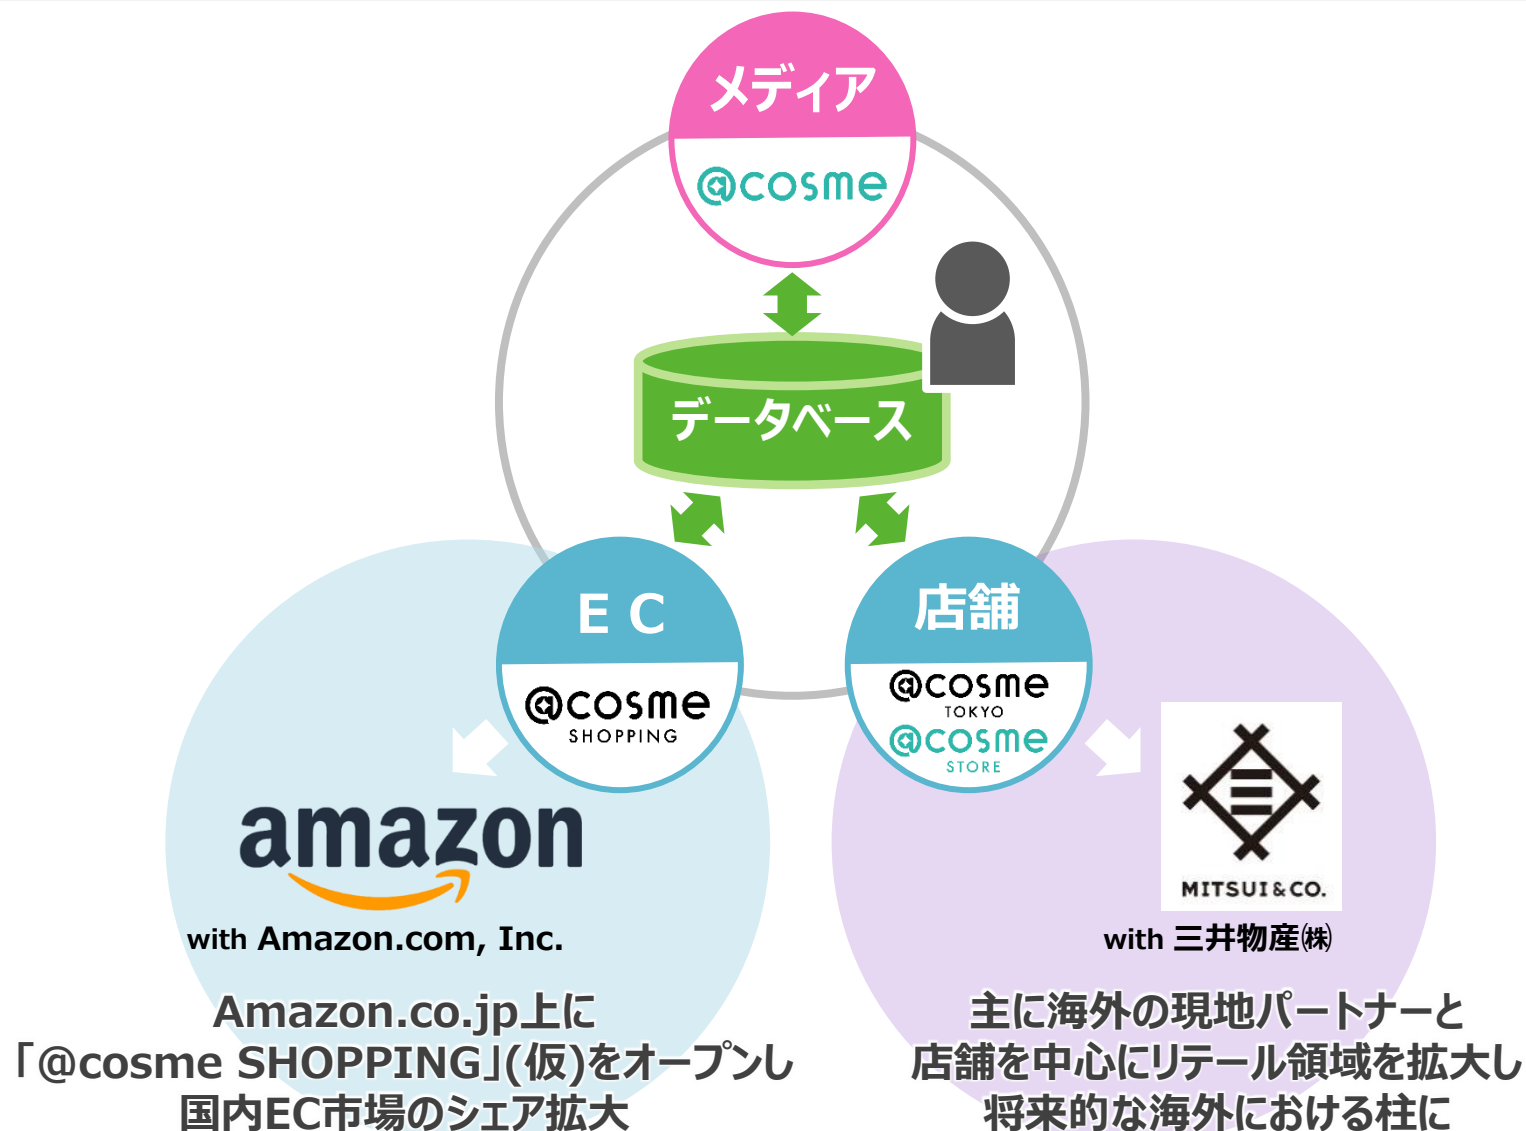 メディア
@cosme
データベース
EC
@cosme
SHOPPING
店舗
@cosme
TOKYO
@cosme
STORE
amazon
with Amazon.com, Inc.
Amazon.co.jp上に
「@cosme SHOPPING」(仮)をオープンし
国内EC市場のシェア拡大
MITSUI&CO.
with 三井物産㈱
主に海外の現地パートナーと
店舗を中心にリテール領域を拡大し
将来的な海外における柱に